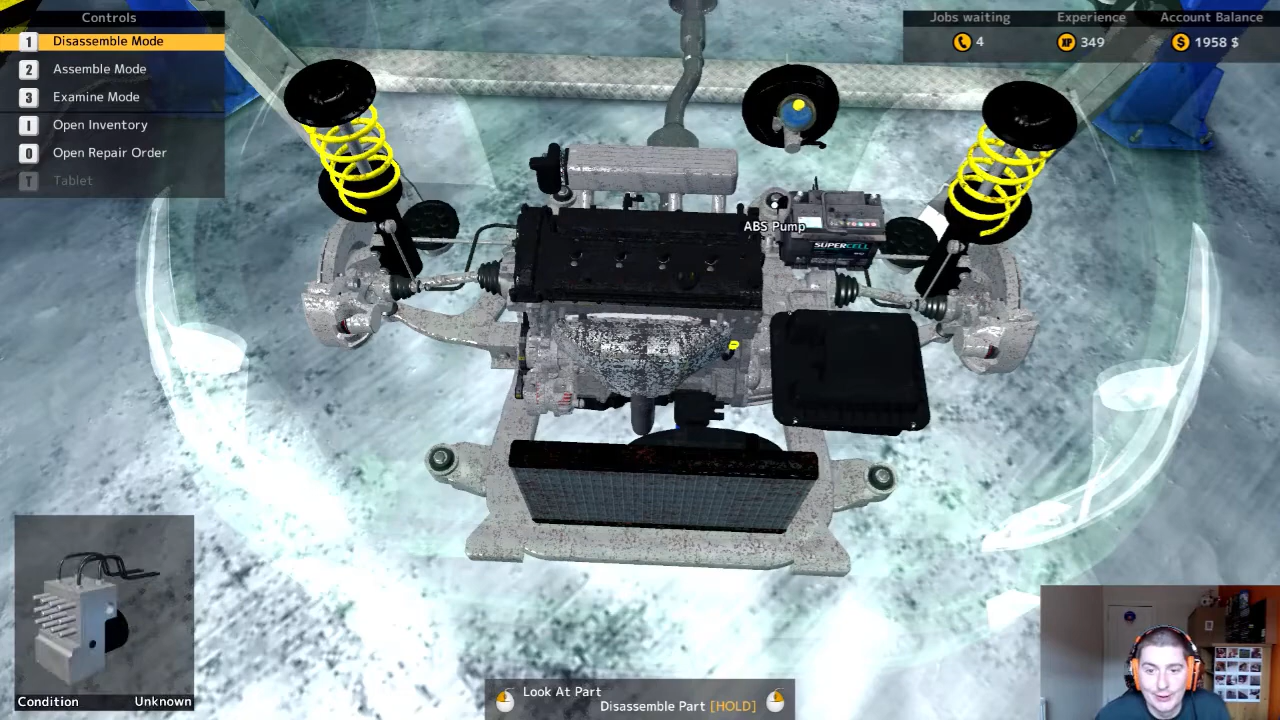 Controls
1 Disassemble Mode
2 Assemble Mode
3 Examine Mode
I Open Inventory
O Open Repair Order
T Tablet
Jobs waiting Experience Account Balance
4 XP 349 $ 1958 $
ABS Pump
SUPERCELL
Condition Unknown
Look At Part
Disassemble Part [HOLD]